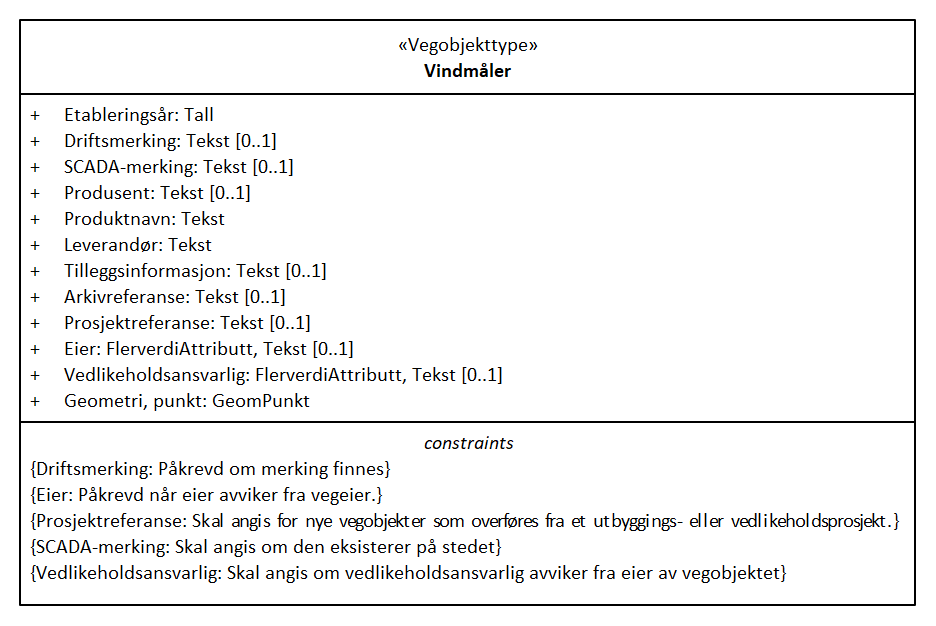 «Vegobjekttype»
Vindmåler
+ Etableringsår: Tall
+ Driftsmerking: Tekst [0..1]
+ SCADA-merking: Tekst [0..1]
+ Produsent: Tekst [0..1]
+ Produktnavn: Tekst
+ Leverandør: Tekst
+ Tilleggsinformasjon: Tekst [0..1]
+ Arkivreferanse: Tekst [0..1]
+ Prosjektreferanse: Tekst [0..1]
+ Eier: FlerverdiAttributt, Tekst [0..1]
+ Vedlikeholdsansvarlig: FlerverdiAttributt, Tekst [0..1]
+ Geometri, punkt: GeomPunkt
constraints
{Driftsmerking: Påkrevd om merking finnes}
{Eier: Påkrevd når eier avviker fra vegeier.}
{Prosjektreferanse: Skal angis for nye vegobjekter som overføres fra et utbyggings- eller vedlikeholdsprosjekt.}
{SCADA-merking: Skal angis om den eksisterer på stedet}
{Vedlikeholdsansvarlig: Skal angis om vedlikeholdsansvarlig avviker fra eier av vegobjektet}